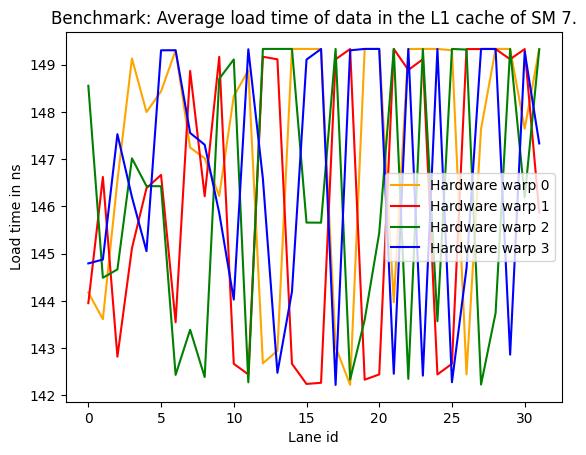 Benchmark: Average load time of data in the L1 cache of SM 7.
Load time in ns
149
148
147
146
145
144
143
142
Hardware warp 0
Hardware warp 1
Hardware warp 2
Hardware warp 3
0 5 10 15 20 25 30
Lane id